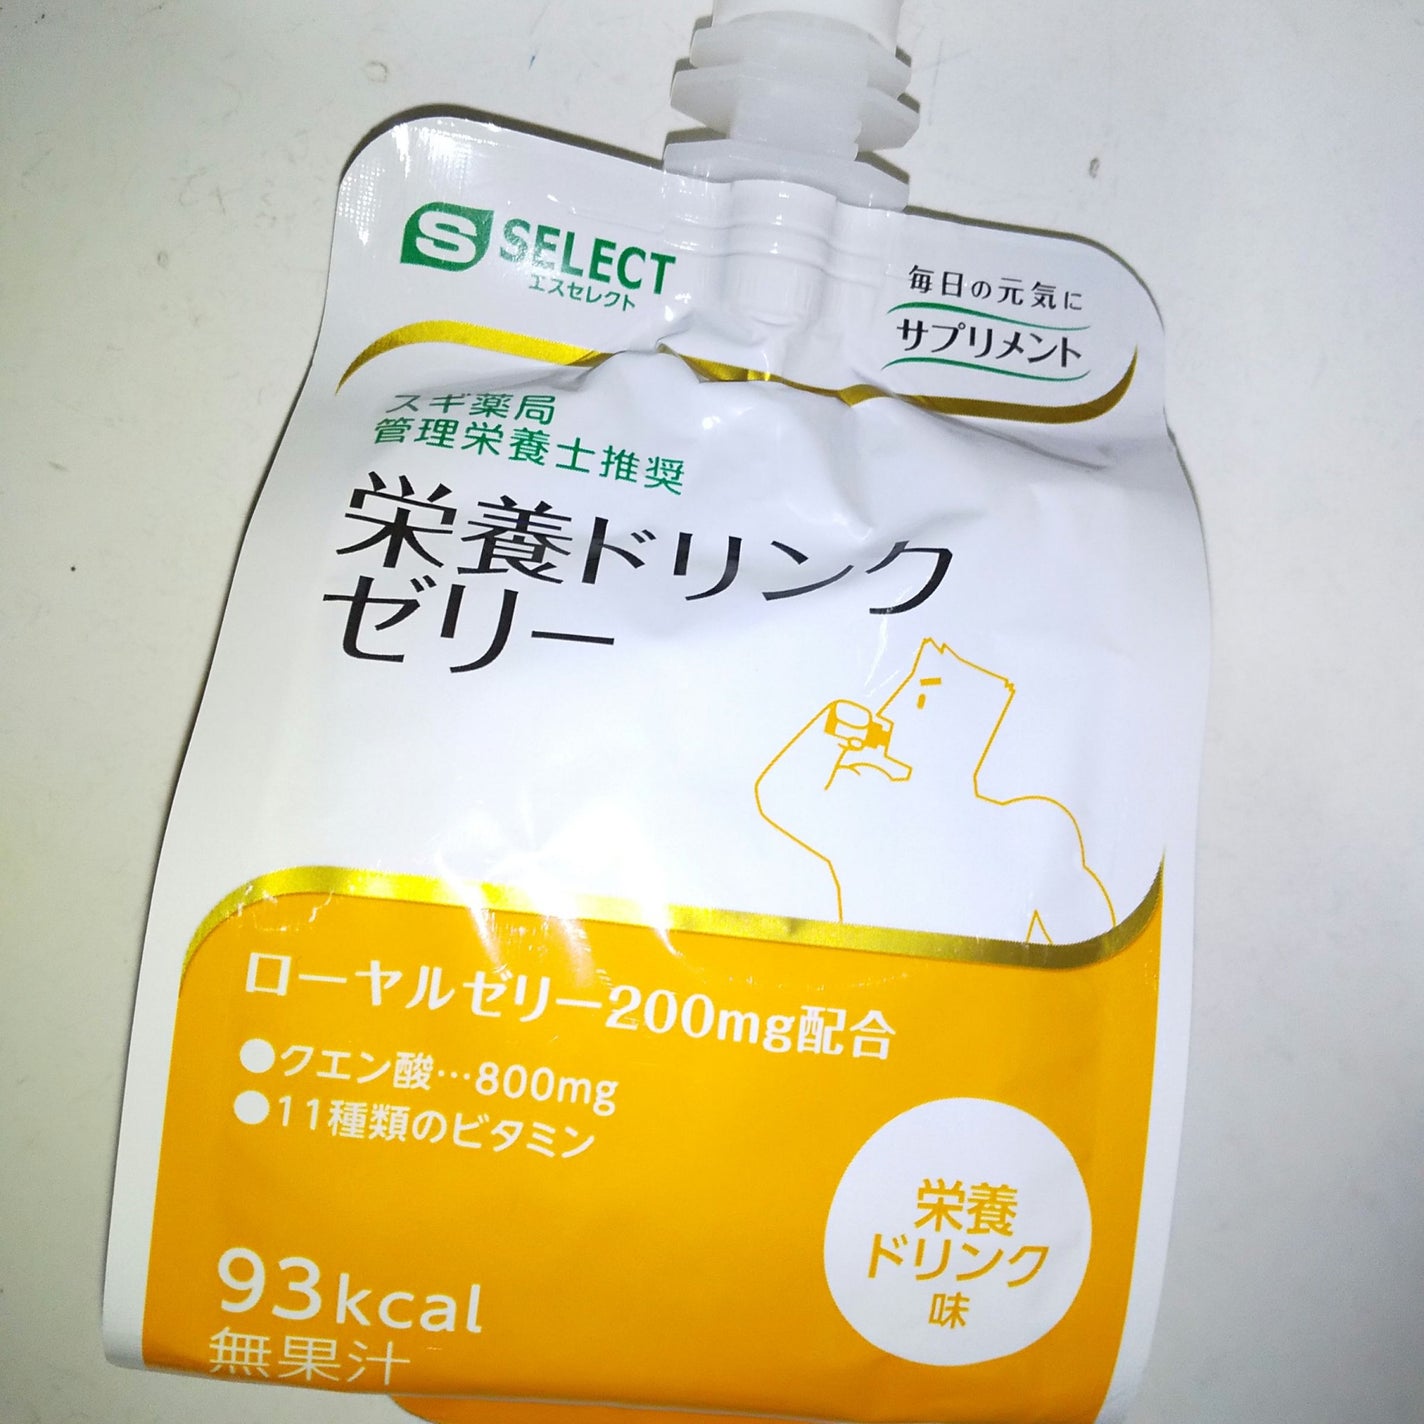 S SELECT
エスセレクト
毎日の元気に
サプリメント
スギ薬局
管理栄養士推奨
栄養ドリンク
ゼリー
ローヤルゼリー200mg配合
●クエン酸…800mg
●11種類のビタミン
栄養
ドリンク
味
93kcal
無果汁